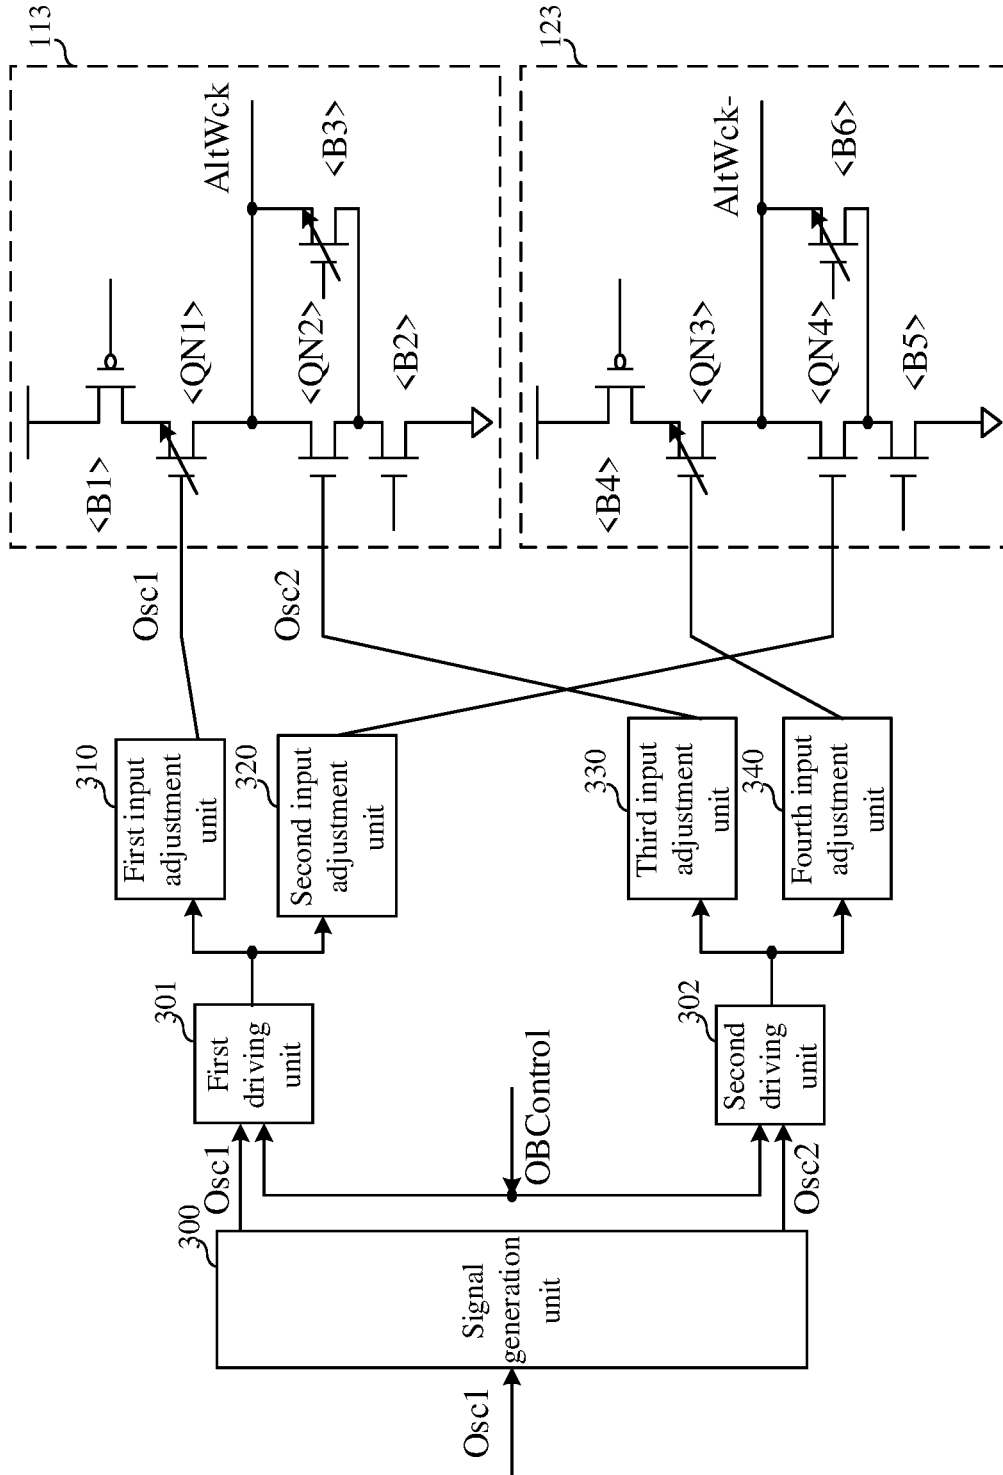 Osc1
300
Signal
generation
unit
Osc1
Osc2
OBControl
301
First
driving
unit
302
Second
driving
unit
310
First input
adjustment
unit
320
Second input
adjustment
unit
330
Third input
adjustment
unit
340
Fourth input
adjustment
unit
Osc1
Osc2
113
<B1>
<QN1>
<QN2>
<B2>
AltWck
<B3>
123
<B4>
<QN3>
<QN4>
<B5>
AltWck-
<B6>